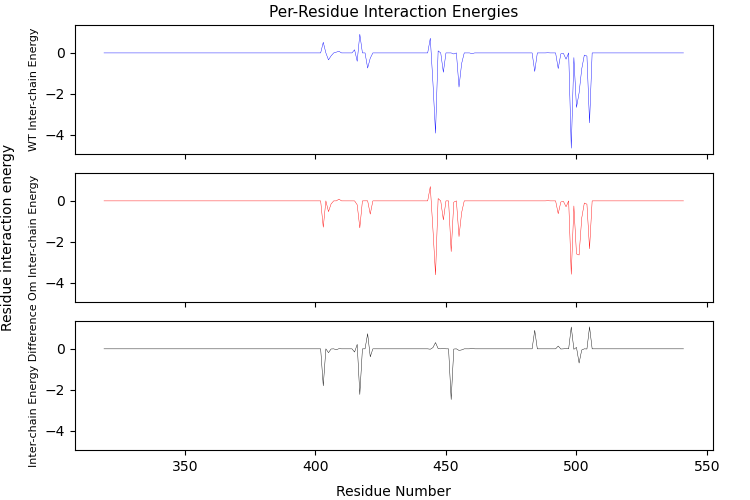 Per-Residue Interaction Energies
Residue interaction energy
WT Inter-chain Energy
0
−2
−4
Om Inter-chain Energy
0
−2
−4
Inter-chain Energy Difference
0
−2
−4
350
400
450
500
550
Residue Number